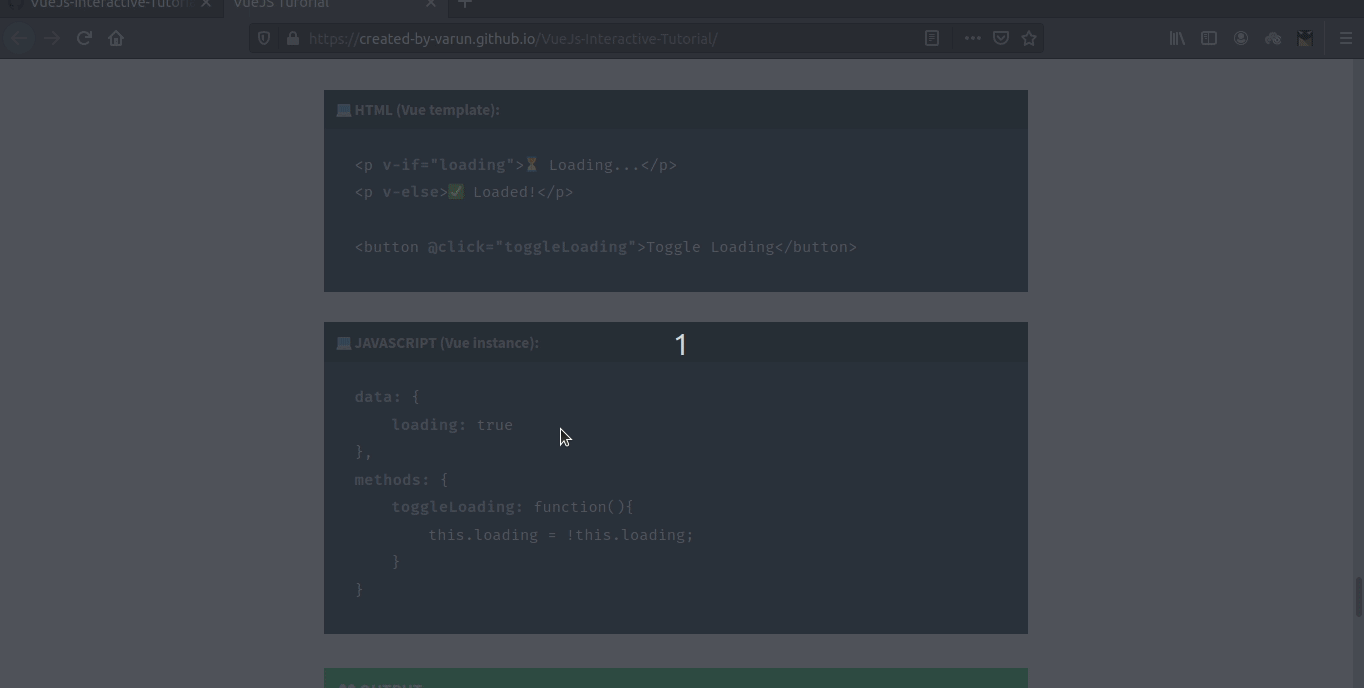 VueJs-Interactive-Tutori
VueJS Tutorial
https://created-by-varun.github.io/VueJs-Interactive-Tutorial/
💻 HTML (Vue template):
<p v-if="loading">⏳ Loading...</p>
<p v-else>✅ Loaded!</p>
<button @click="toggleLoading">Toggle Loading</button>
💻 JAVASCRIPT (Vue instance):
1
data: {
loading: true
},
methods: {
toggleLoading: function(){
this.loading = !this.loading;
}
}
OUTPUT